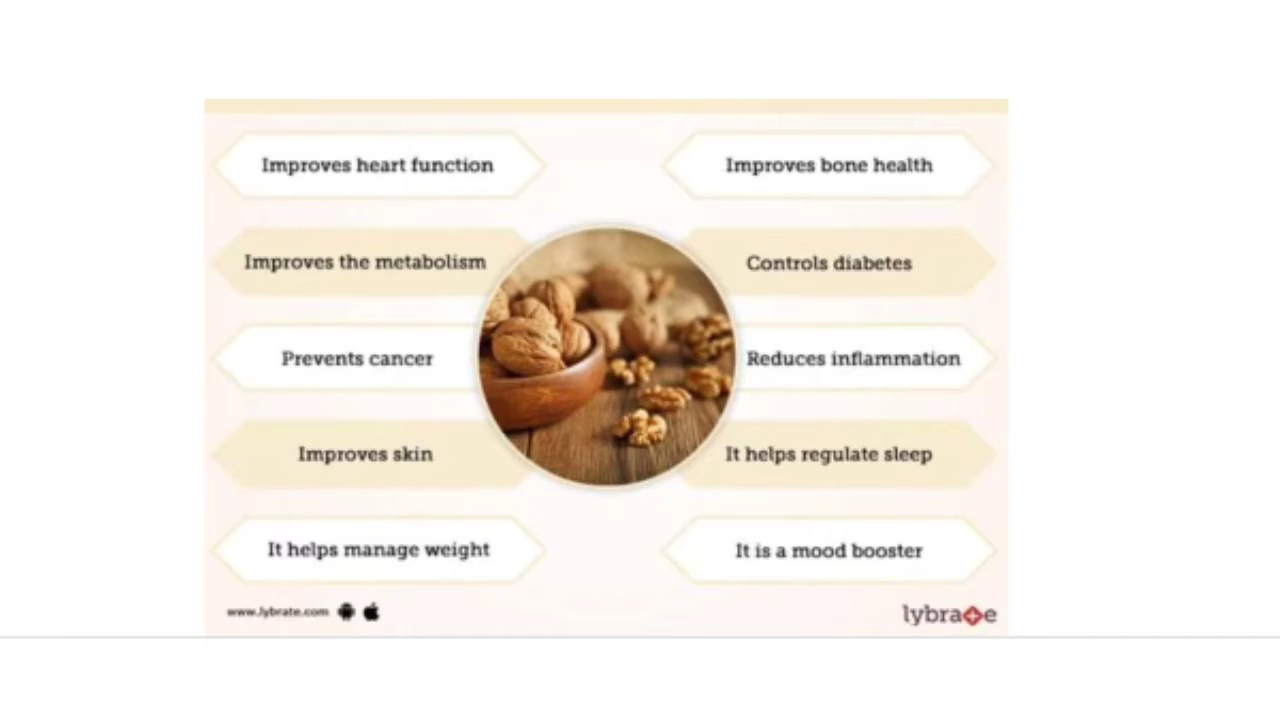 Improves heart function
Improves bone health
Improves the metabolism
Controls diabetes
Prevents cancer
Reduces inflammation
Improves skin
It helps regulate sleep
It helps manage weight
It is a mood booster
www.lybrate.com
lybrate